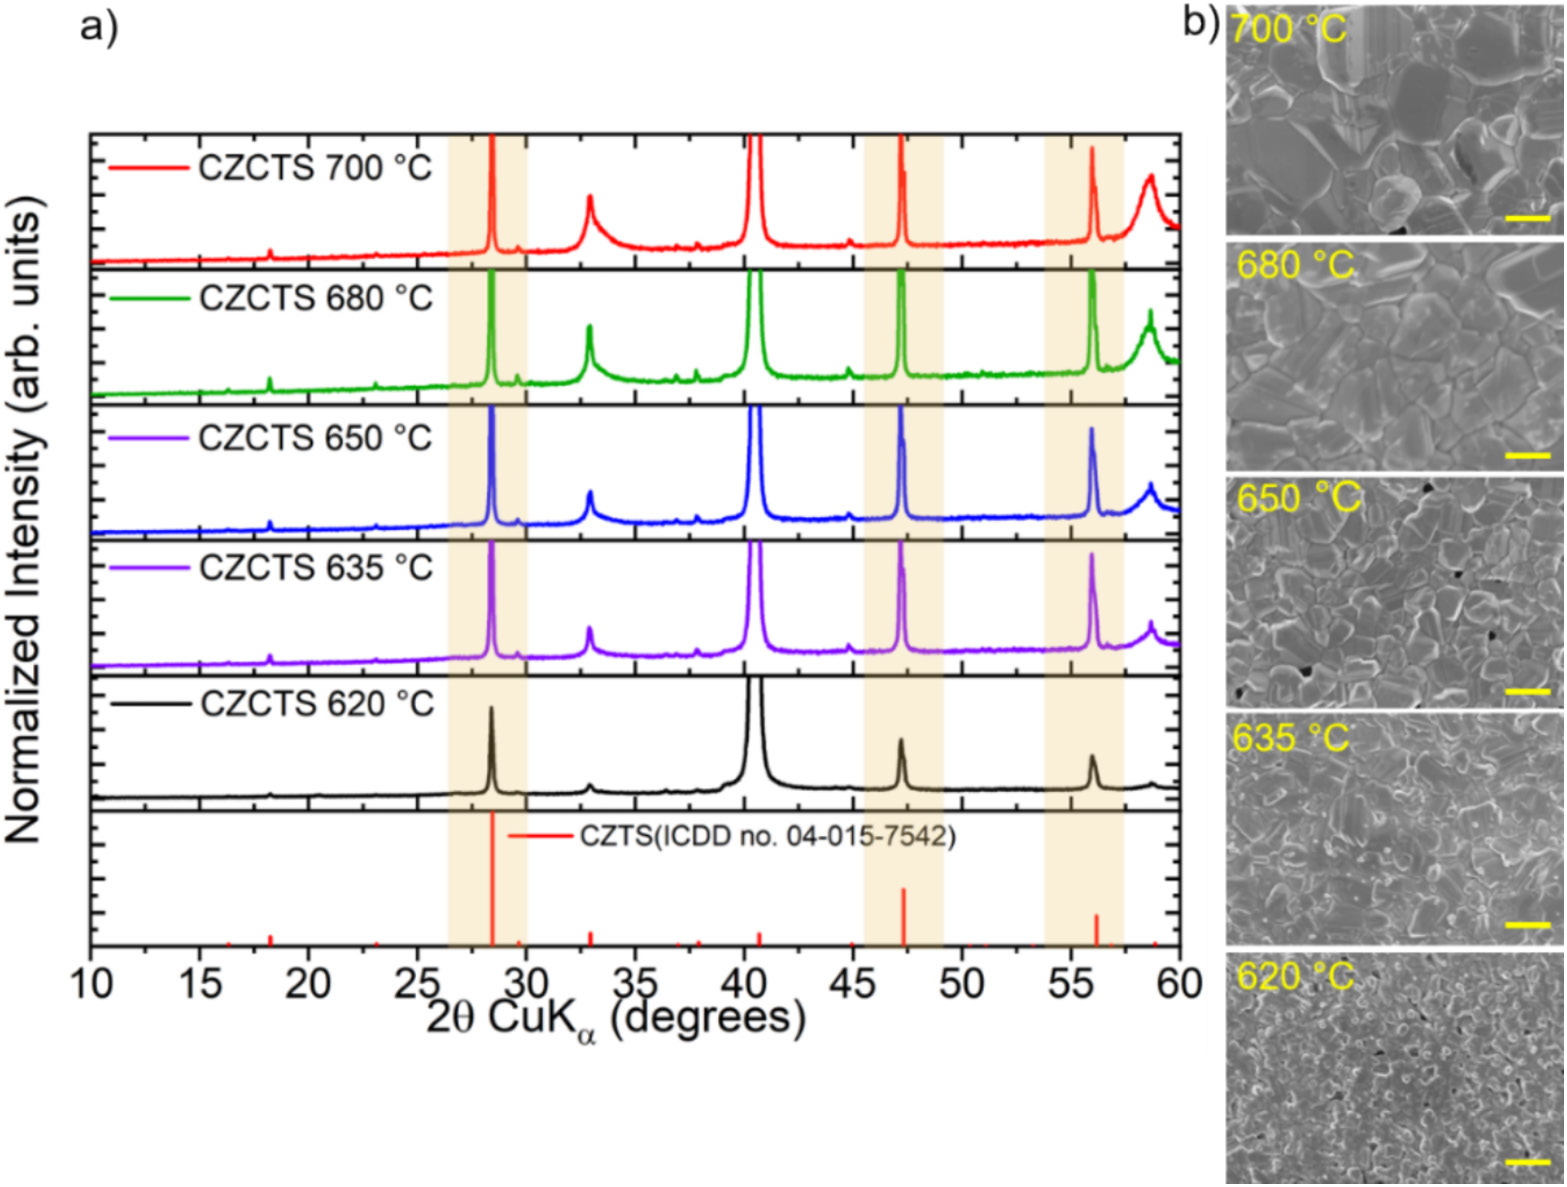 a)
Normalized Intensity (arb. units)
CZCTS 700 °C
CZCTS 680 °C
CZCTS 650 °C
CZCTS 635 °C
CZCTS 620 °C
CZTS(ICDD no. 04-015-7542)
10 15 20 25 30 35 40 45 50 55 60
2θ CuKα (degrees)
b)
700 °C
680 °C
650 °C
635 °C
620 °C